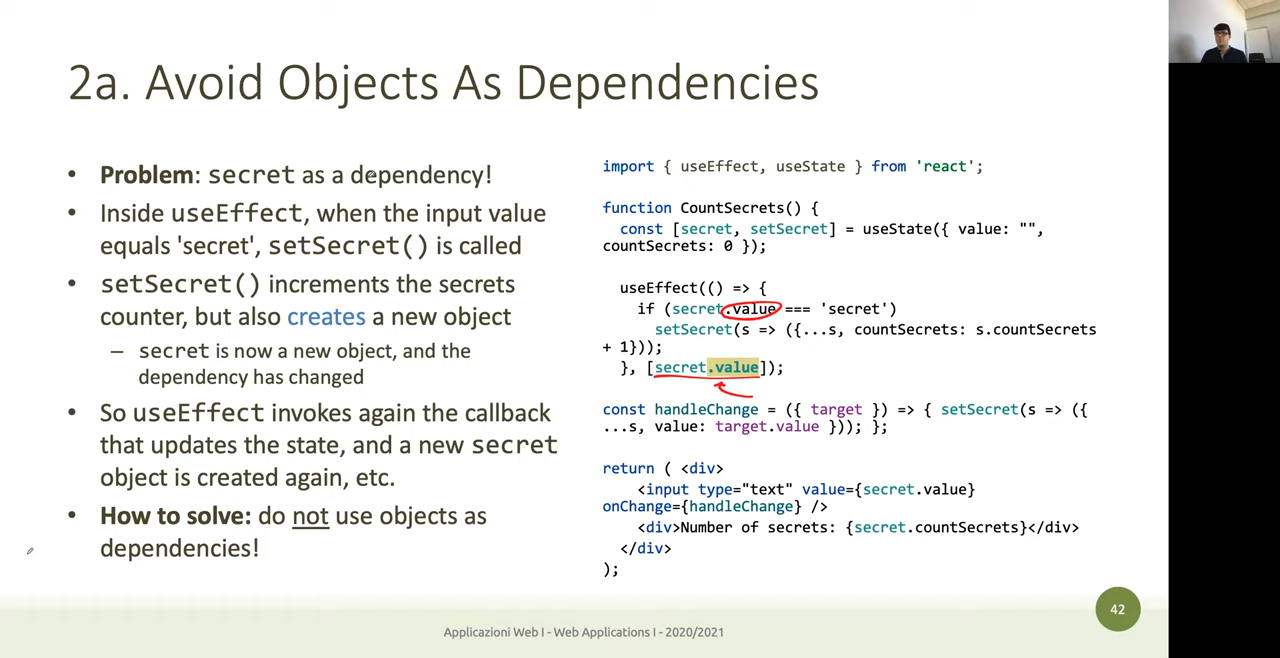 2a. Avoid Objects As Dependencies
• Problem: secret as a dependency!
• Inside useEffect, when the input value
equals 'secret', setSecret() is called
• setSecret() increments the secrets
counter, but also creates a new object
– secret is now a new object, and the
dependency has changed
• So useEffect invokes again the callback
that updates the state, and a new secret
object is created again, etc.
• How to solve: do not use objects as
dependencies!
import { useEffect, useState } from 'react';
function CountSecrets() {
const [secret, setSecret] = useState({ value: "",
countSecrets: 0 });
useEffect(() => {
if (secret.value === 'secret')
setSecret(s => ({...s, countSecrets: s.countSecrets
+ 1}));
}, [secret.value]);
const handleChange = ({ target }) => { setSecret(s => ({
...s, value: target.value })); };
return ( <div>
<input type="text" value={secret.value}
onChange={handleChange} />
<div>Number of secrets: {secret.countSecrets}</div>
</div>
);
42
Applicazioni Web I - Web Applications I - 2020/2021